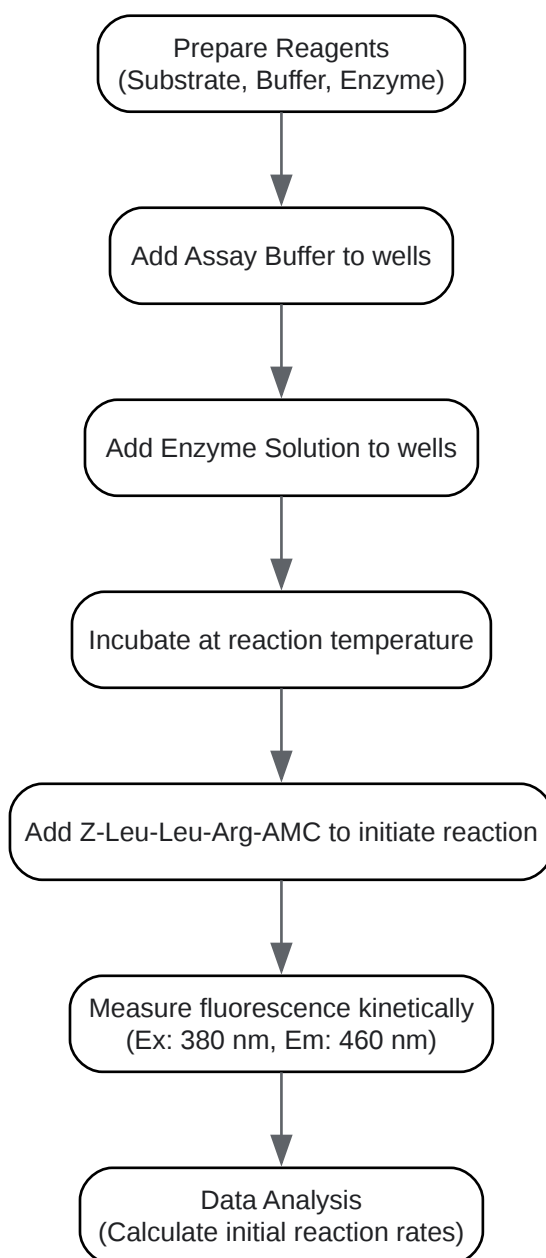 Prepare Reagents
(Substrate, Buffer, Enzyme)
Add Assay Buffer to wells
Add Enzyme Solution to wells
Incubate at reaction temperature
Add Z-Leu-Leu-Arg-AMC to initiate reaction
Measure fluorescence kinetically
(Ex: 380 nm, Em: 460 nm)
Data Analysis
(Calculate initial reaction rates)